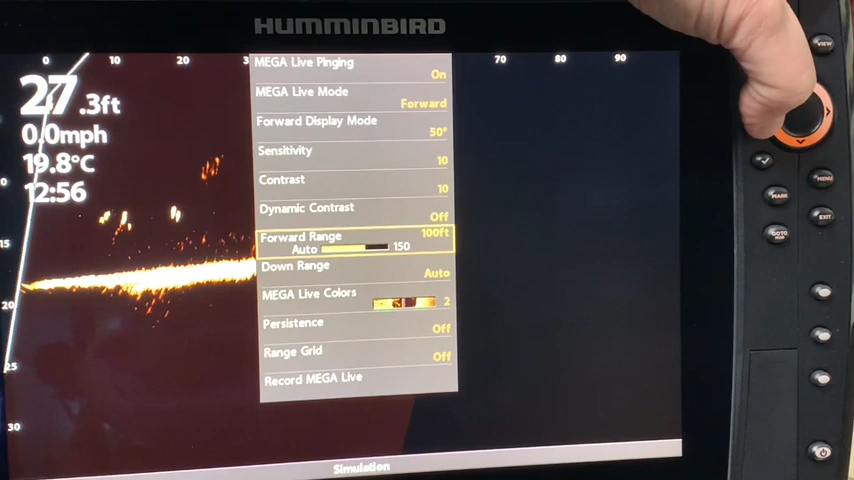 HUMMINBIRD
0 10 20 3 70 80 90
27.3ft
0.0mph
19.8°C
12:56
MEGA Live Pinging
On
MEGA Live Mode
Forward
Forward Display Mode
50°
Sensitivity
10
Contrast
10
Dynamic Contrast
Off
Forward Range
100ft
Auto 150
Down Range
Auto
MEGA Live Colors
2
Persistence
Off
Range Grid
Off
Record MEGA Live
15
20
25
30
Simulation
VIEW
MENU
MARK
EXIT
GOTO